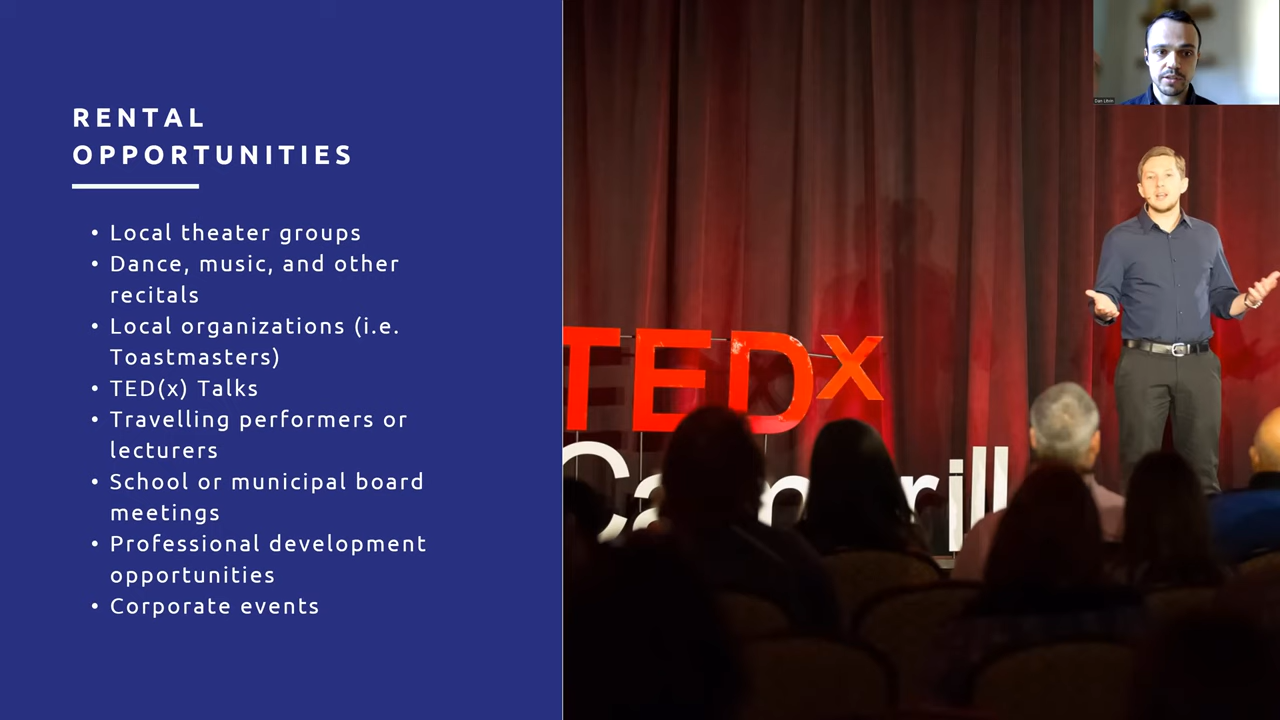 RENTAL
OPPORTUNITIES
• Local theater groups
• Dance, music, and other
recitals
• Local organizations (i.e.
Toastmasters)
• TED(x) Talks
• Travelling performers or
lecturers
• School or municipal board
meetings
• Professional development
opportunities
• Corporate events
TEDx